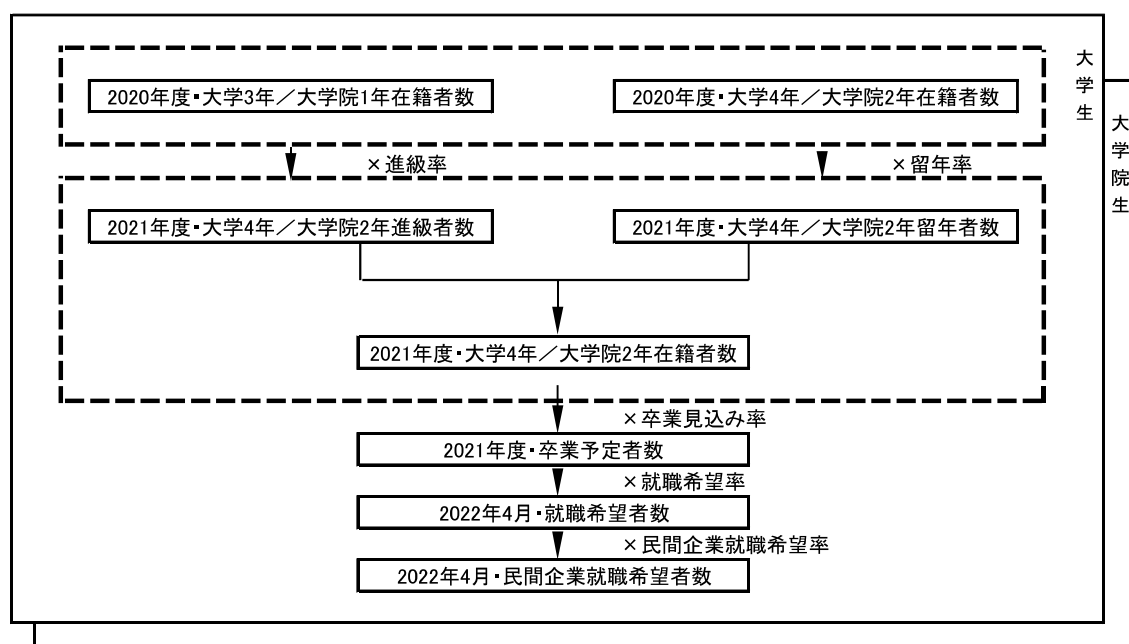 大学生
大学院生
2020年度・大学3年／大学院1年在籍者数
2020年度・大学4年／大学院2年在籍者数
×進級率
×留年率
2021年度・大学4年／大学院2年進級者数
2021年度・大学4年／大学院2年留年者数
2021年度・大学4年／大学院2年在籍者数
×卒業見込み率
2021年度・卒業予定者数
×就職希望率
2022年4月・就職希望者数
×民間企業就職希望率
2022年4月・民間企業就職希望者数